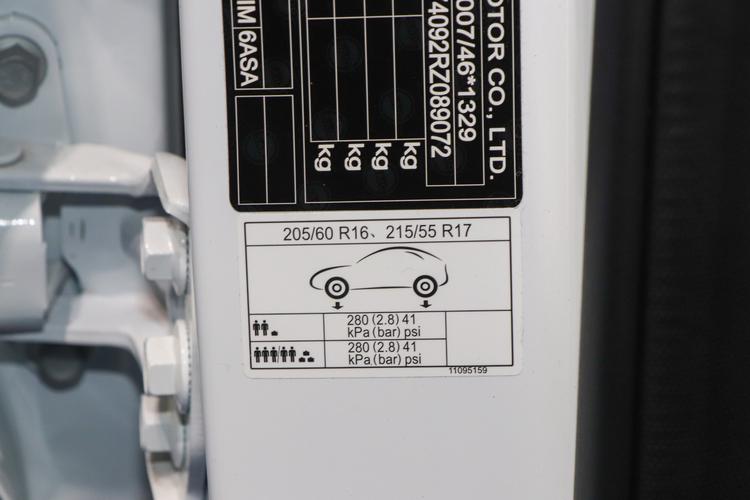 OTOR CO., LTD.
007/46*1329
4092RZ089072
kg
kg
kg
kg
IM 6ASA
205/60 R16、215/55 R17
280 (2.8) 41
kPa (bar) psi
280 (2.8) 41
kPa (bar) psi
11095159